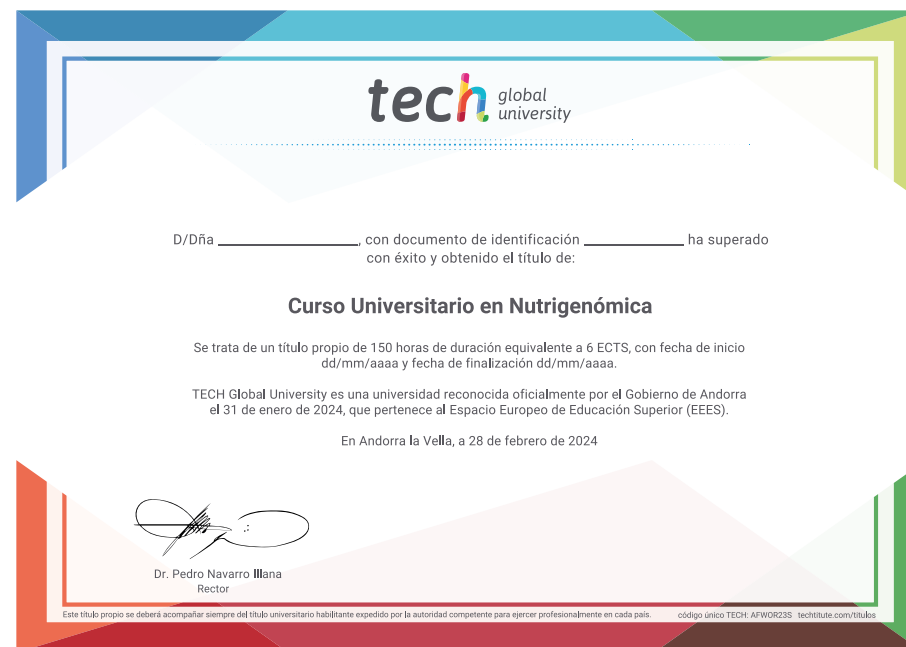 tech global university
D/Dña ____________________, con documento de identificación ______________ ha superado
con éxito y obtenido el título de:
Curso Universitario en Nutrigenómica
Se trata de un título propio de 150 horas de duración equivalente a 6 ECTS, con fecha de inicio
dd/mm/aaaa y fecha de finalización dd/mm/aaaa.
TECH Global University es una universidad reconocida oficialmente por el Gobierno de Andorra
el 31 de enero de 2024, que pertenece al Espacio Europeo de Educación Superior (EEES).
En Andorra la Vella, a 28 de febrero de 2024
Dr. Pedro Navarro Illana
Rector
Este título propio se deberá acompañar siempre del título universitario habilitante expedido por la autoridad competente para ejercer profesionalmente en cada país. código único TECH: AFWOR23S techtitute.com/titulos